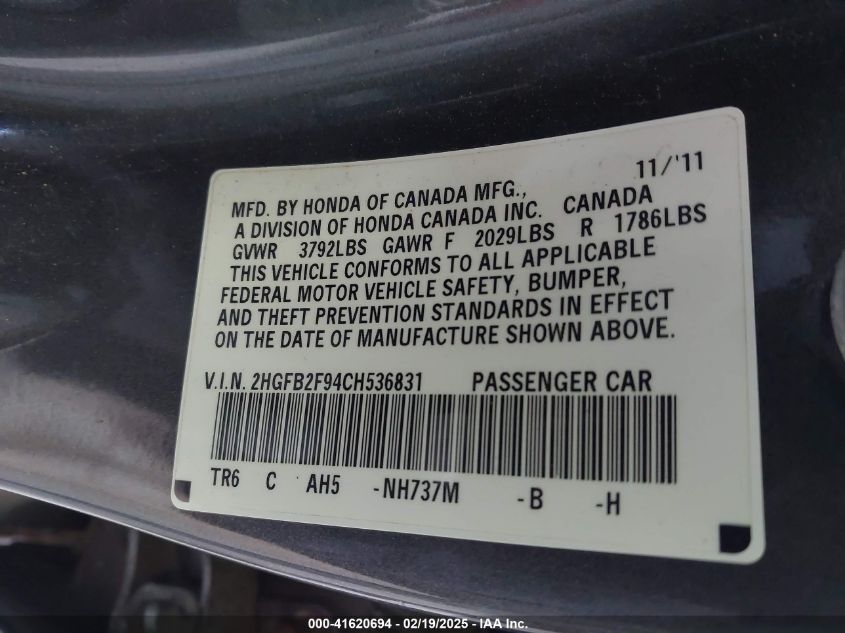 11/'11
MFD. BY HONDA OF CANADA MFG.,
A DIVISION OF HONDA CANADA INC. CANADA
GVWR 3792LBS GAWR F 2029LBS R 1786LBS
THIS VEHICLE CONFORMS TO ALL APPLICABLE
FEDERAL MOTOR VEHICLE SAFETY, BUMPER,
AND THEFT PREVENTION STANDARDS IN EFFECT
ON THE DATE OF MANUFACTURE SHOWN ABOVE.
V.I.N. 2HGFB2F94CH536831 PASSENGER CAR
TR6 C AH5 -NH737M -B -H
000-41620694 - 02/19/2025 - IAA Inc.